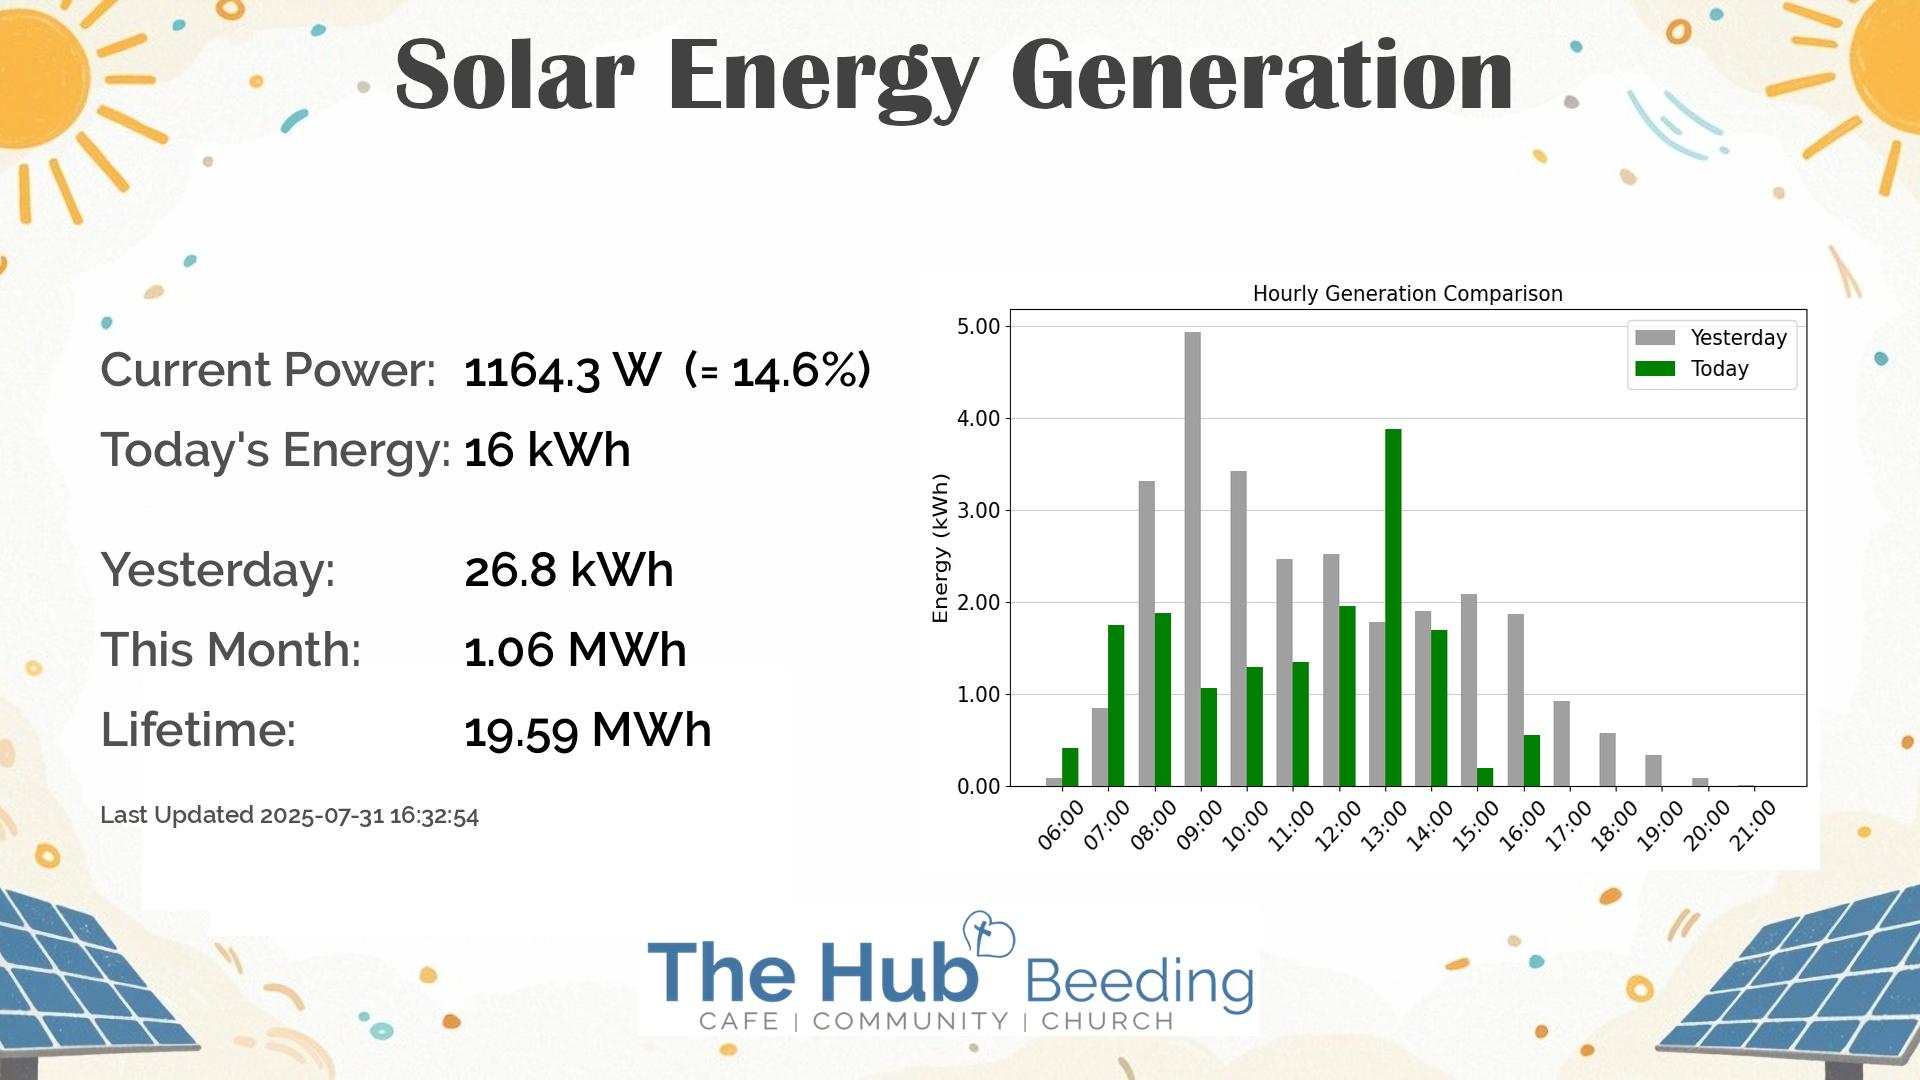 Solar Energy Generation
Current Power: 1164.3 W (= 14.6%)
Today's Energy: 16 kWh
Yesterday: 26.8 kWh
This Month: 1.06 MWh
Lifetime: 19.59 MWh
Last Updated 2025-07-31 16:32:54
Hourly Generation Comparison
Yesterday
Today
Energy (kWh)
5.00
4.00
3.00
2.00
1.00
0.00
06:00 07:00 08:00 09:00 10:00 11:00 12:00 13:00 14:00 15:00 16:00 17:00 18:00 19:00 20:00 21:00
The Hub Beeding
CAFE | COMMUNITY | CHURCH